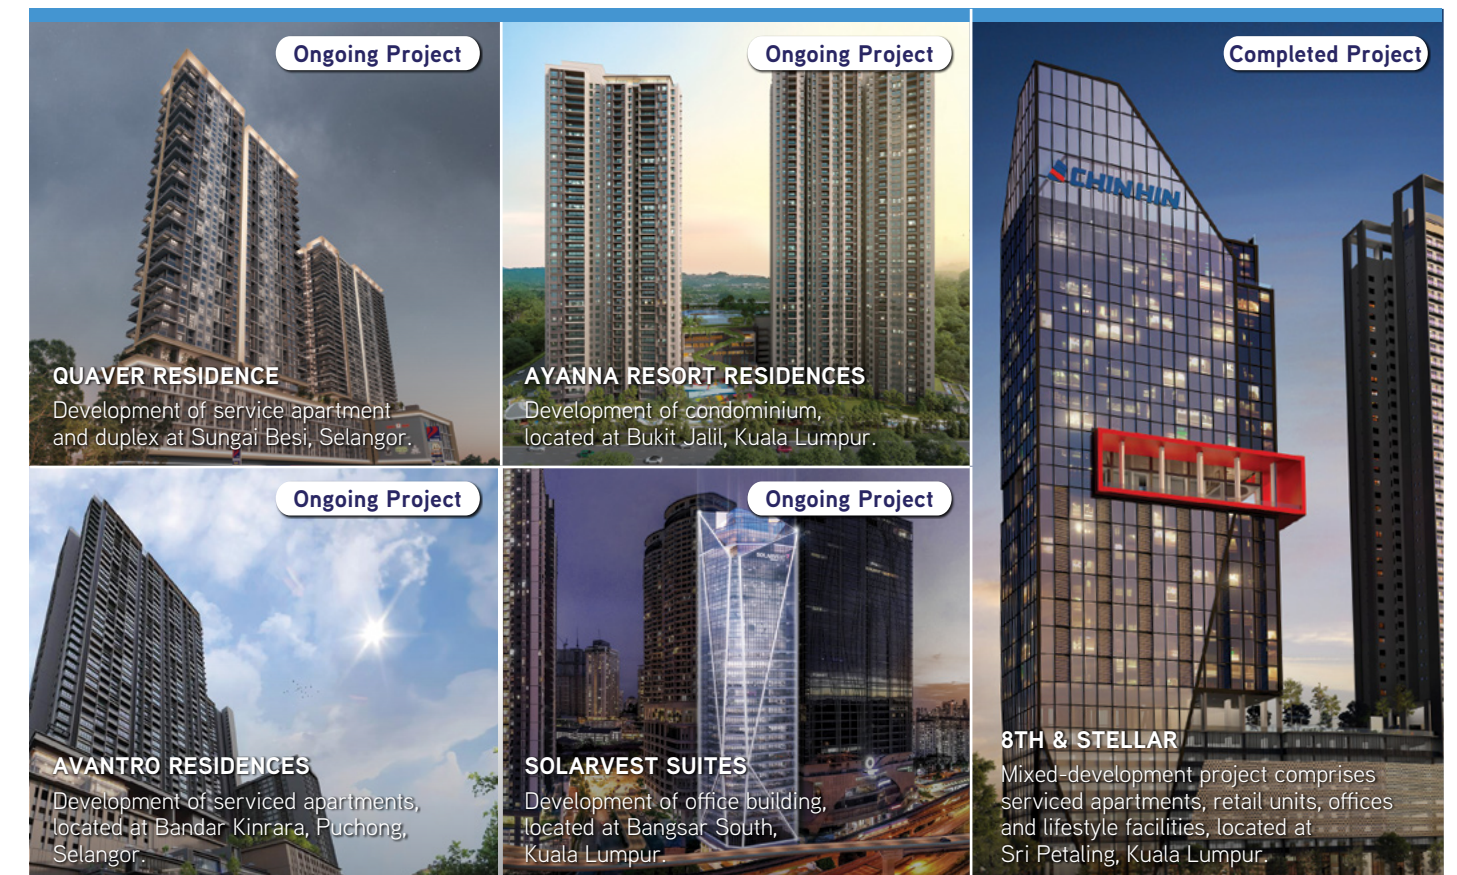 Ongoing Project
QUAVER RESIDENCE
Development of service apartment
and duplex at Sungai Besi, Selangor.
Ongoing Project
AYANNA RESORT RESIDENCES
Development of condominium,
located at Bukit Jalil, Kuala Lumpur.
Ongoing Project
AVANTRO RESIDENCES
Development of serviced apartments,
located at Bandar Kinrara, Puchong,
Selangor.
Ongoing Project
SOLARVEST
SOLARVEST SUITES
Development of office building,
located at Bangsar South,
Kuala Lumpur.
Completed Project
CHIN HIN
8TH & STELLAR
Mixed-development project comprises
serviced apartments, retail units, offices
and lifestyle facilities, located at
Sri Petaling, Kuala Lumpur.